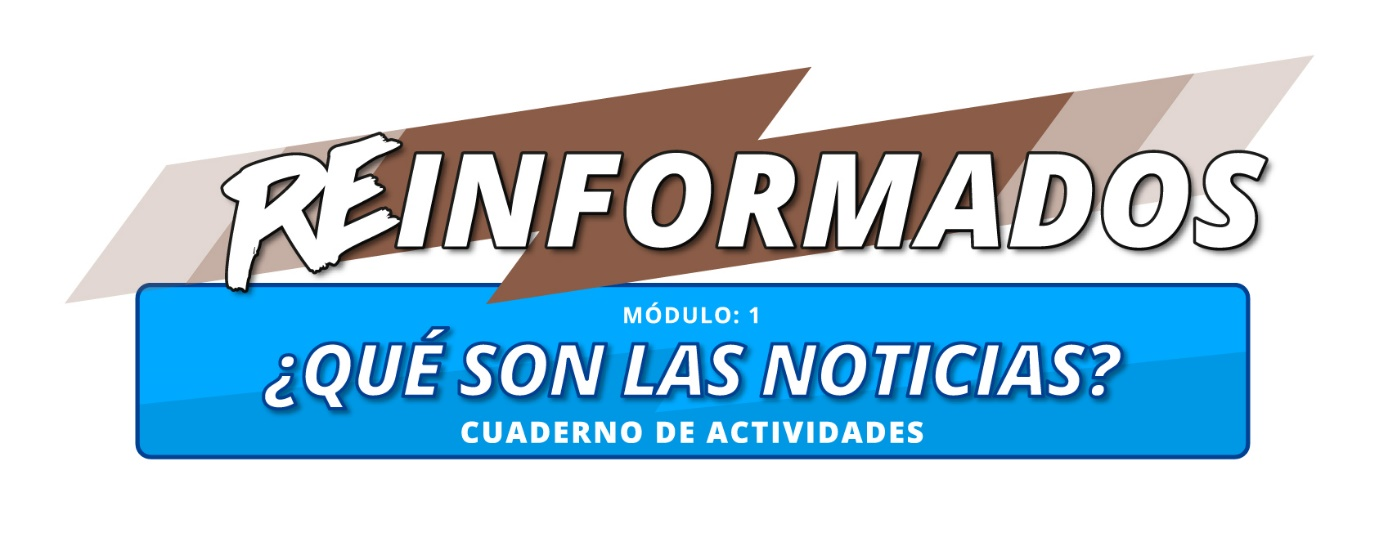 REINFORMADOS
MÓDULO: 1
¿QUÉ SON LAS NOTICIAS?
CUADERNO DE ACTIVIDADES